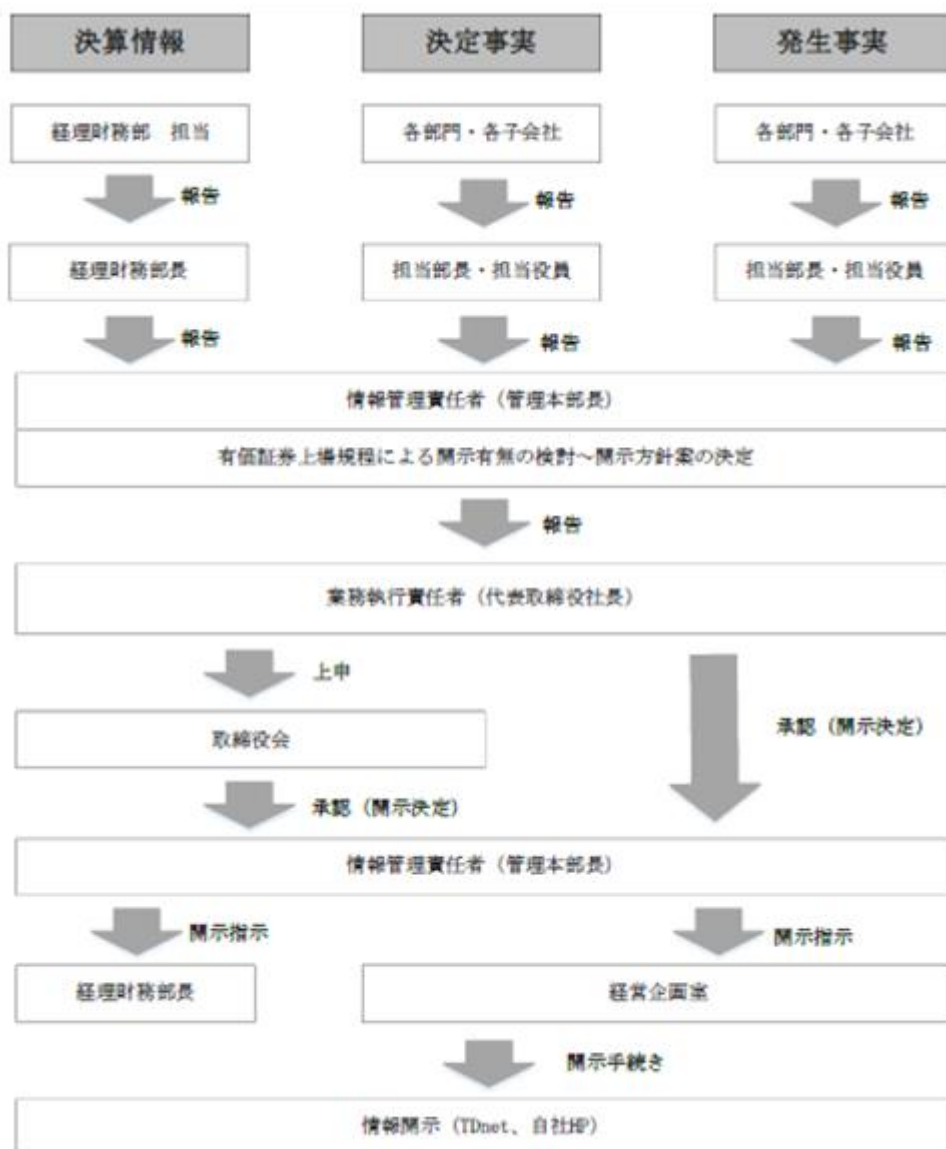 決算情報
決定事実
発生事実
経理財務部　担当
各部門・各子会社
各部門・各子会社
報告
報告
報告
経理財務部長
担当部長・担当役員
担当部長・担当役員
報告
報告
報告
情報管理責任者（管理本部長）
有価証券上場規程による開示有無の検討～開示方針案の決定
報告
業務執行責任者（代表取締役社長）
上申
取締役会
承認（開示決定）
承認（開示決定）
情報管理責任者（管理本部長）
開示指示
開示指示
経理財務部長
経営企画室
開示手続き
情報開示（TDnet、自社HP）